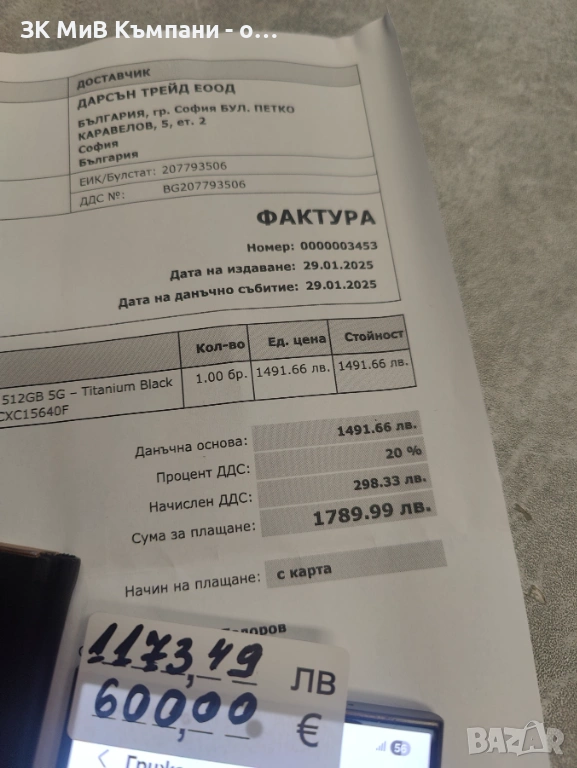 ЗК МиВ Къмпани - о...
ДОСТАВЧИК
ДАРСЪН ТРЕЙД ЕООД
БЪЛГАРИЯ, гр. София БУЛ. ПЕТКО
КАРАВЕЛОВ, 5, ет. 2
София
България
ЕИК/Булстат: 207793506
ДДС №: BG207793506
ФАКТУРА
Номер: 0000003453
Дата на издаване: 29.01.2025
Дата на данъчно събитие: 29.01.2025
Кол-во Ед. цена Стойност
512GB 5G – Titanium Black 1.00 бр. 1491.66 лв. 1491.66 лв.
CXC15640F
Данъчна основа: 1491.66 лв.
Процент ДДС: 20 %
Начислен ДДС: 298.33 лв.
Сума за плащане: 1789.99 лв.
Начин на плащане: с карта
1173,49 ЛВ
600,00 €
56
BAZAR